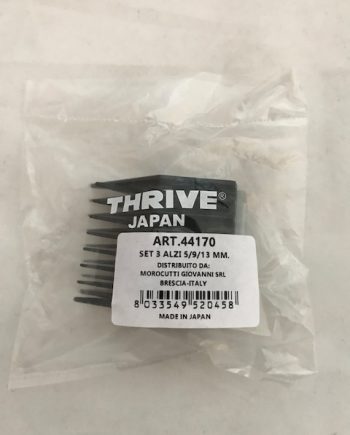 THRIVE®
JAPAN
ART.44170
SET 3 ALZI 5/9/13 MM.
DISTRIBUITO DA:
MOROCUTTI GIOVANNI SRL
BRESCIA-ITALY
8 033549 520458
MADE IN JAPAN